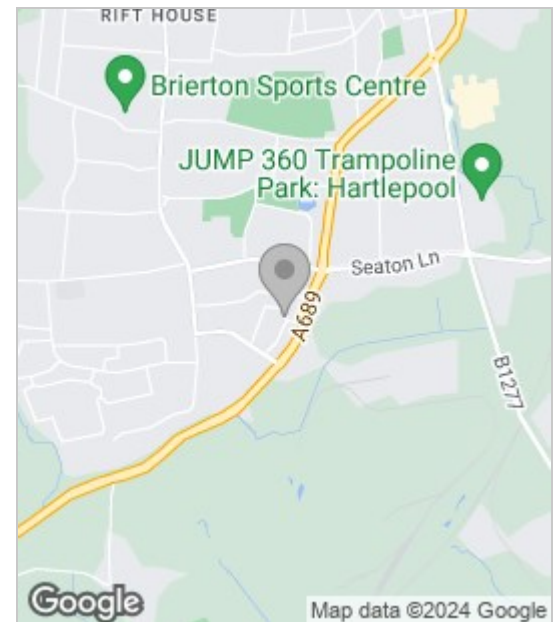 RIFT HOUSE
Brierton Sports Centre
JUMP 360 Trampoline
Park: Hartlepool
Seaton Ln
A689
B1277
Google
Map data ©2024 Google